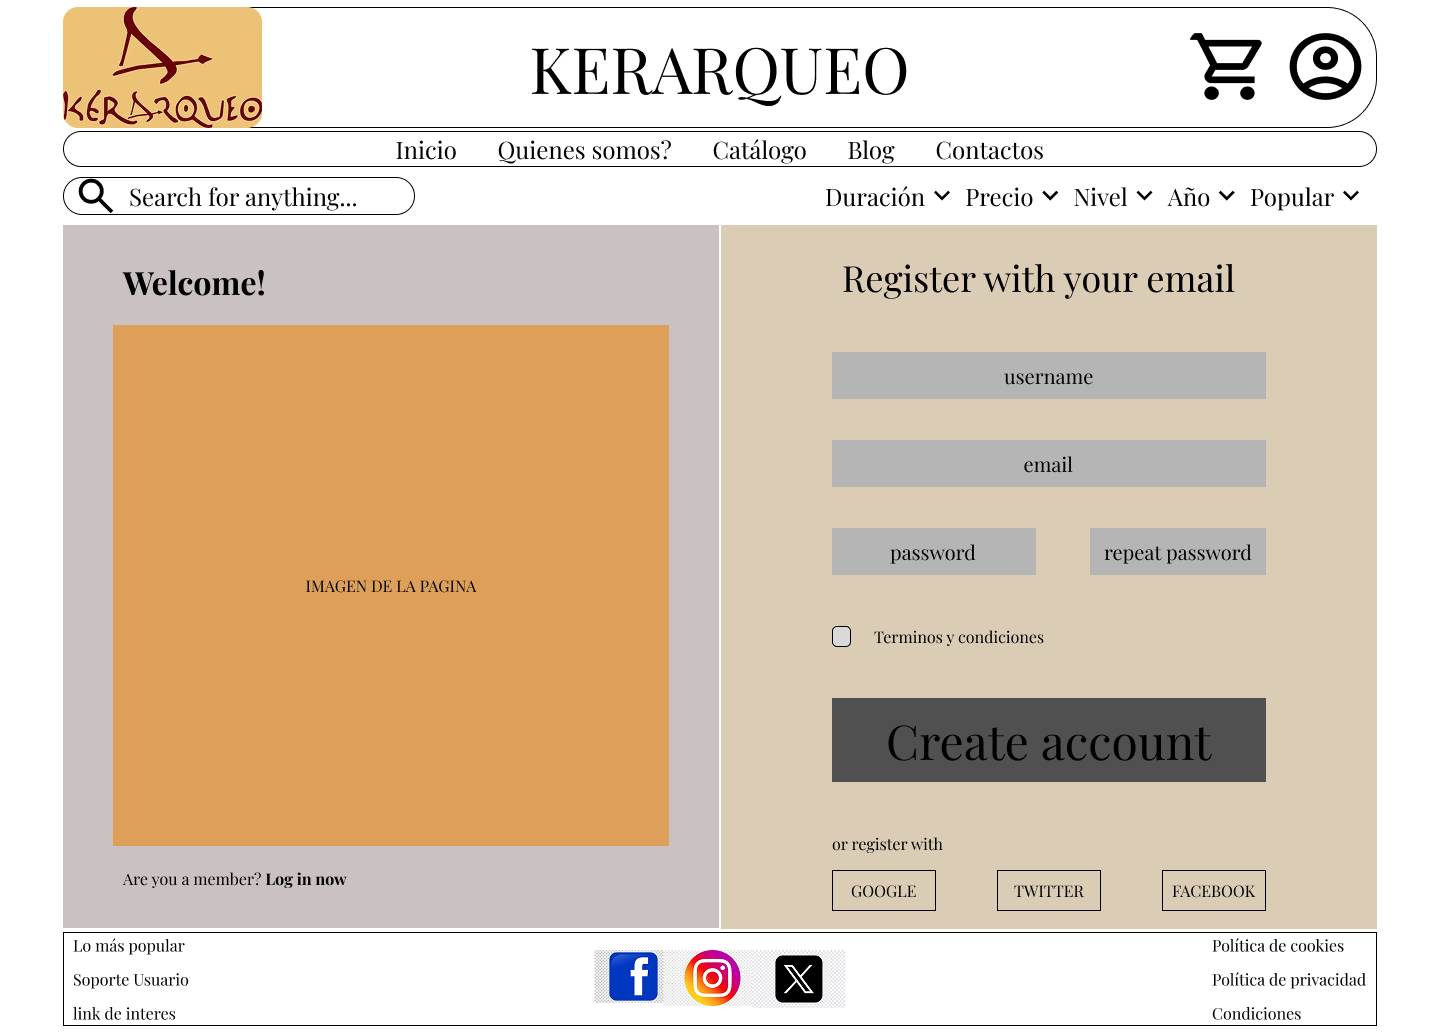 KERARQUEO
KERARQUEO
Inicio Quienes somos? Catálogo Blog Contactos
Search for anything... Duración Precio Nivel Año Popular
Welcome!
IMAGEN DE LA PAGINA
Are you a member? Log in now
Register with your email
username
email
password repeat password
Terminos y condiciones
Create account
or register with
GOOGLE TWITTER FACEBOOK
Lo más popular
Soporte Usuario
link de interes
Política de cookies
Política de privacidad
Condiciones